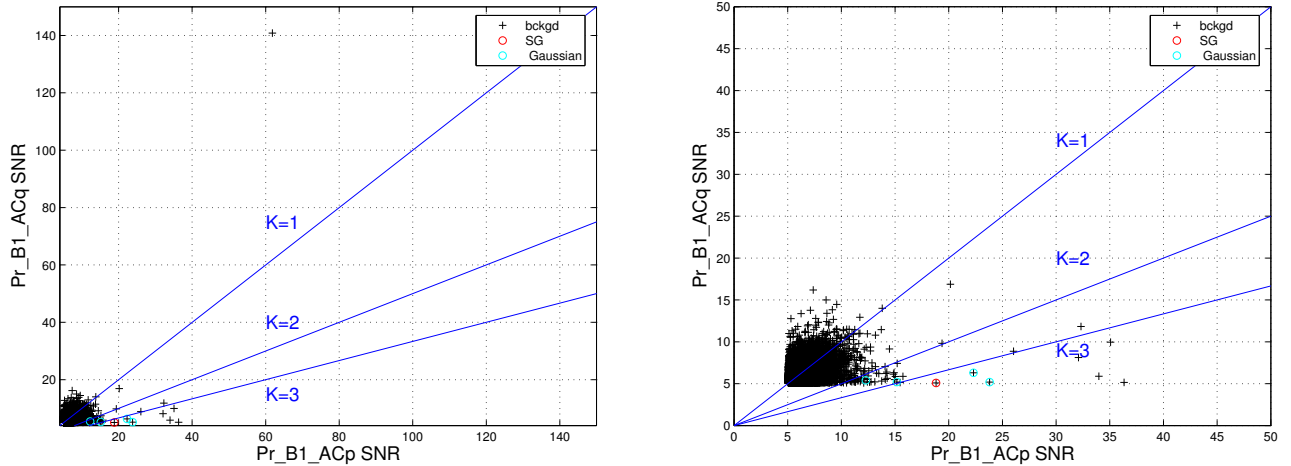 Pr_B1_ACq SNR
140
120
100
80
60
40
20
20
40
60
80
100
120
140
Pr_B1_ACp SNR
K=1
K=2
K=3
bckgd
SG
Gaussian
Pr_B1_ACq SNR
50
45
40
35
30
25
20
15
10
5
0
0
5
10
15
20
25
30
35
40
45
50
Pr_B1_ACp SNR
K=1
K=2
K=3
bckgd
SG
Gaussian